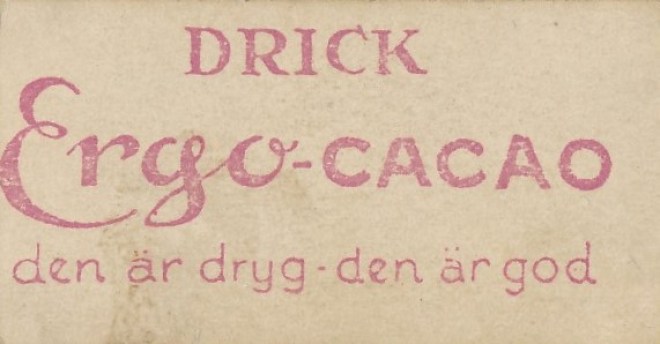 DRICK
Ergo-CACAO
den är dryg-den är god